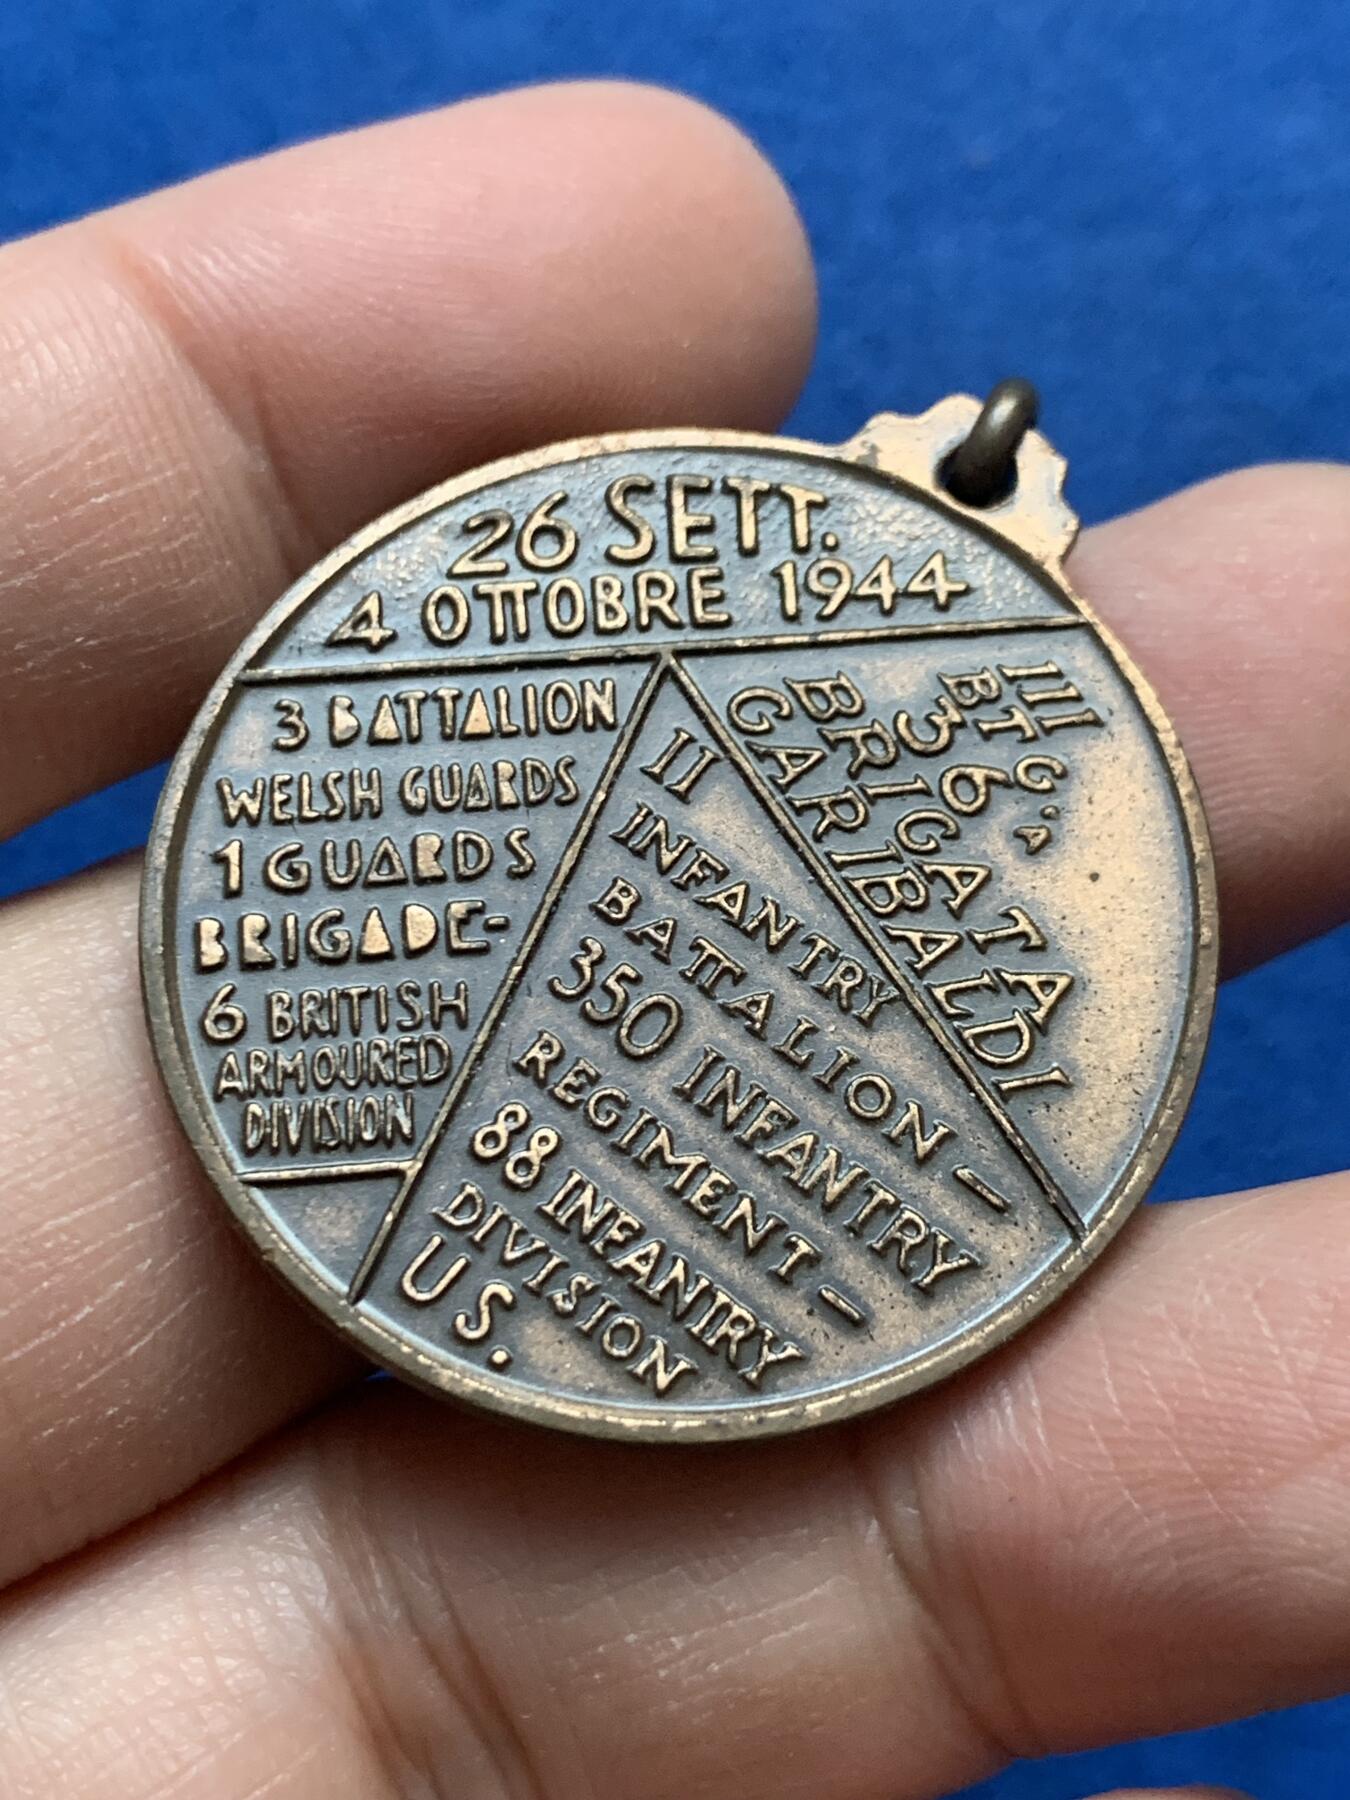 26 SETT.
4 OTTOBRE 1944
3 BATTALION
WELSH GUARDS
1 GUARDS
BRIGADE-
6 BRITISH
ARMOURED
DIVISION
II
INFANTRY
BATTALION -
350 INFANTRY
REGIMENT -
88 INFANIRY
DIVISION
U S.
III
BT G'A
36
BRIGATA
GARIBALDI